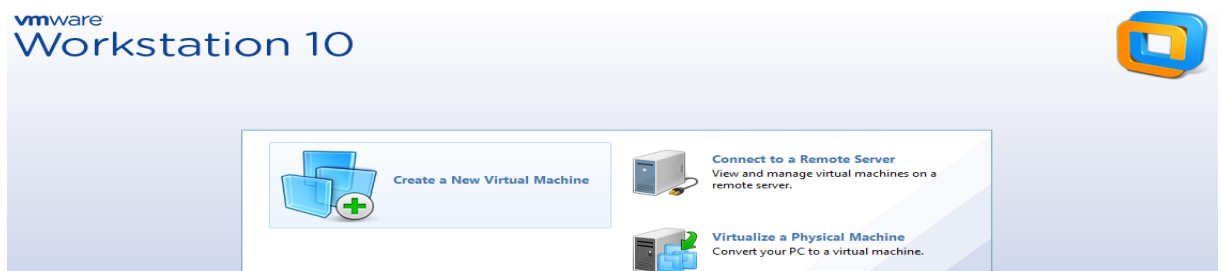 vmware
Workstation 10
Create a New Virtual Machine
Connect to a Remote Server
View and manage virtual machines on a
remote server.
Virtualize a Physical Machine
Convert your PC to a virtual machine.